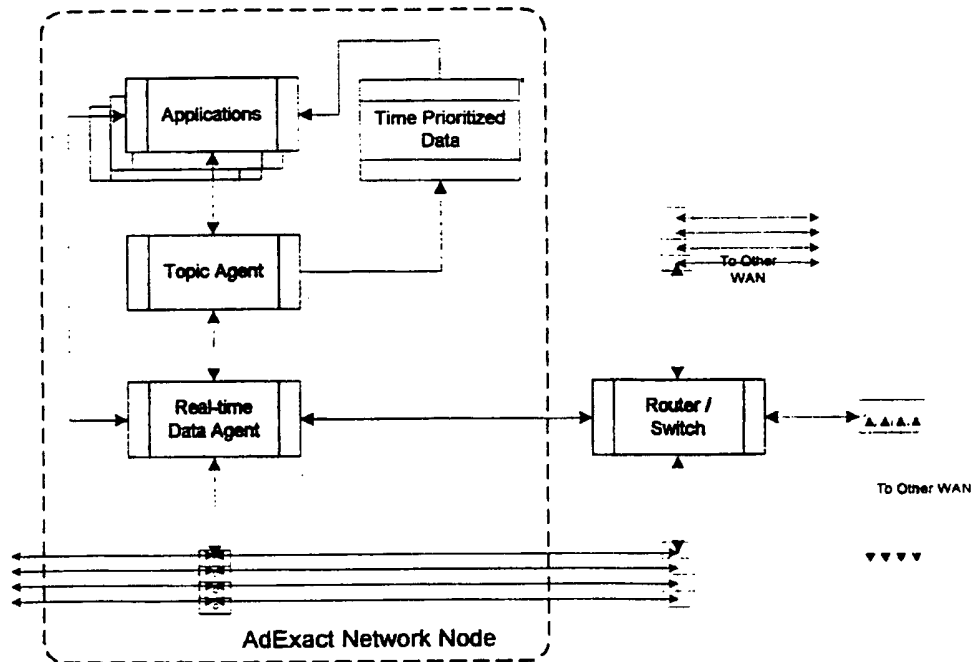 Applications
Time Prioritized
Data
Topic Agent
To Other
WAN
Real-time
Data Agent
Router /
Switch
To Other WAN
AdExact Network Node